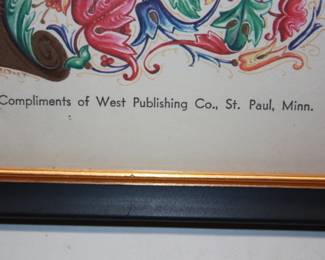 Compliments of West Publishing Co., St. Paul, Minn.